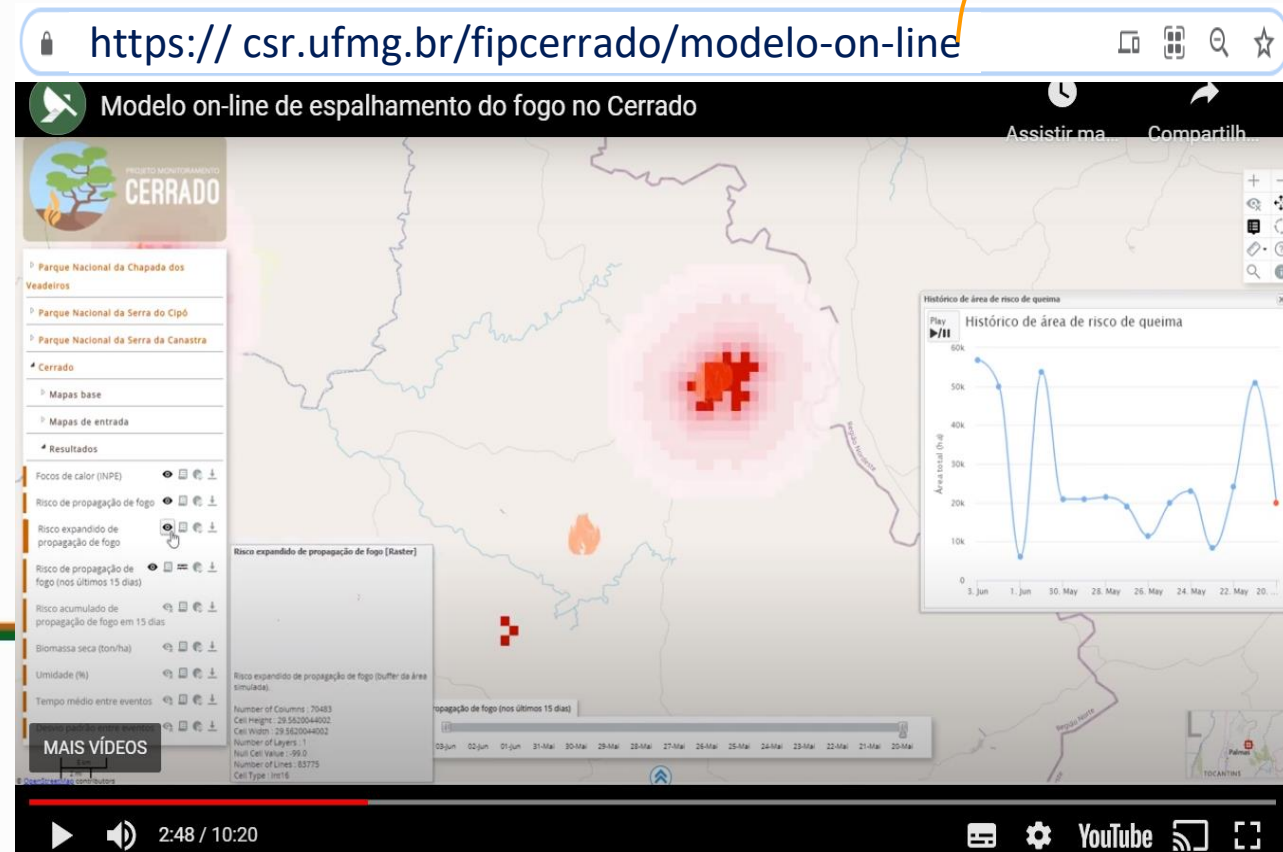 https:// csr.ufmg.br/fipcerrado/modelo-on-line
Modelo on-line de espalhamento do fogo no Cerrado
Assistir ma...
Compartilh...
PROJETO MONITORAMENTO
CERRADO
Parque Nacional da Chapada dos
Veadeiros
Parque Nacional da Serra do Cipó
Parque Nacional da Serra da Canastra
Cerrado
Mapas base
Mapas de entrada
Resultados
Focos de calor (INPE)
Risco de propagação de fogo
Risco expandido de
propagação de fogo
Risco de propagação de
fogo (nos últimos 15 dias)
Risco acumulado de
propagação de fogo em 15 dias
Biomassa seca (ton/ha)
Umidade (%)
Tempo médio entre eventos
MAIS VÍDEOS
© OpenStreetMap contributors
Risco expandido de propagação de fogo [Raster]
Risco expandido de propagação de fogo (buffer da área
simulada).
Number of Columns : 70483
Cell Height : 29.5620044002
Cell Width : 29.5620044002
Number of Layers : 1
Null Cell Value : -99.0
Number of Lines : 83775
Cell Type : int16
opagação de fogo (nos últimos 15 dias)
03-Jun 02-Jun 01-Jun 31-Mai 30-Mai 29-Mai 28-Mai 27-Mai 26-Mai 25-Mai 24-Mai 23-Mai 22-Mai 21-Mai 20-Mai
Histórico de área de risco de queima
Play
Histórico de área de risco de queima
60k
50k
40k
30k
20k
10k
0
Área total (ha)
3. Jun 1. Jun 30. May 28. May 26. May 24. May 22. May 20. ...
Região Nordeste
Região Norte
Palmas
TOCANTINS
2:48 / 10:20
YouTube